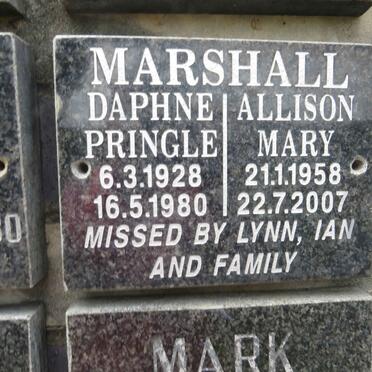 MARSHALL
DAPHNE ALLISON
PRINGLE MARY
6.3.1928 21.1.1958
16.5.1980 22.7.2007
MISSED BY LYNN, IAN
AND FAMILY
MARK